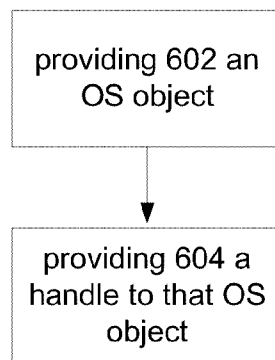 providing 602 an
OS object
providing 604 a
handle to that OS
object